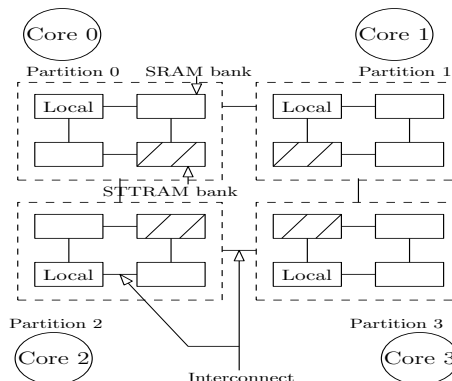 Core 0
Core 1
Partition 0
SRAM bank
Partition 1
Local
Local
STTRAM bank
Local
Local
Partition 2
Partition 3
Core 2
Core 3
Interconnect